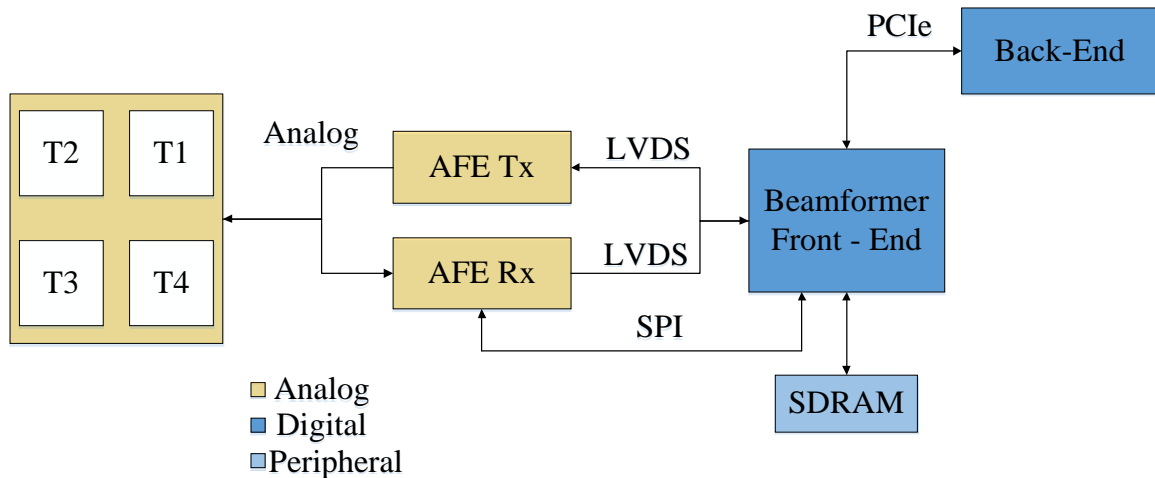 PCIe
Back-End
T2
T1
T3
T4
Analog
AFE Tx
AFE Rx
LVDS
LVDS
SPI
Beamformer
Front - End
SDRAM
Analog
Digital
Peripheral